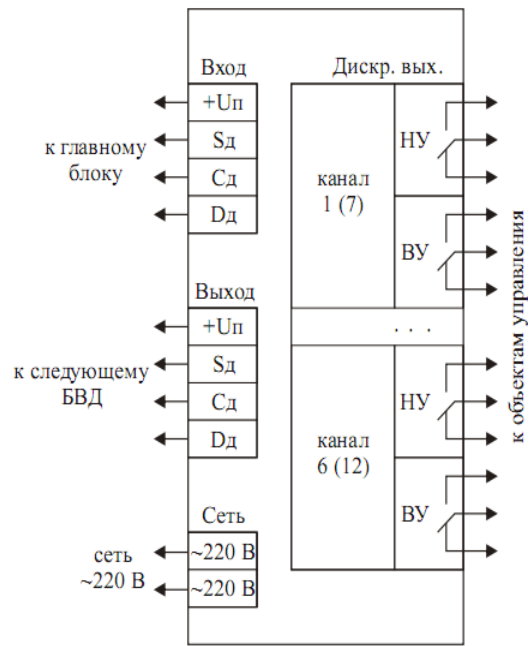 Вход
+Uп
Sд
Cд
Dд
к главному
блоку
Выход
+Uп
Sд
Cд
Dд
к следующему
БВД
Сеть
~220 В
~220 В
сеть
~220 В
Дискр. вых.
канал
1 (7)
НУ
ВУ
. . .
канал
6 (12)
НУ
ВУ
к объектам управления